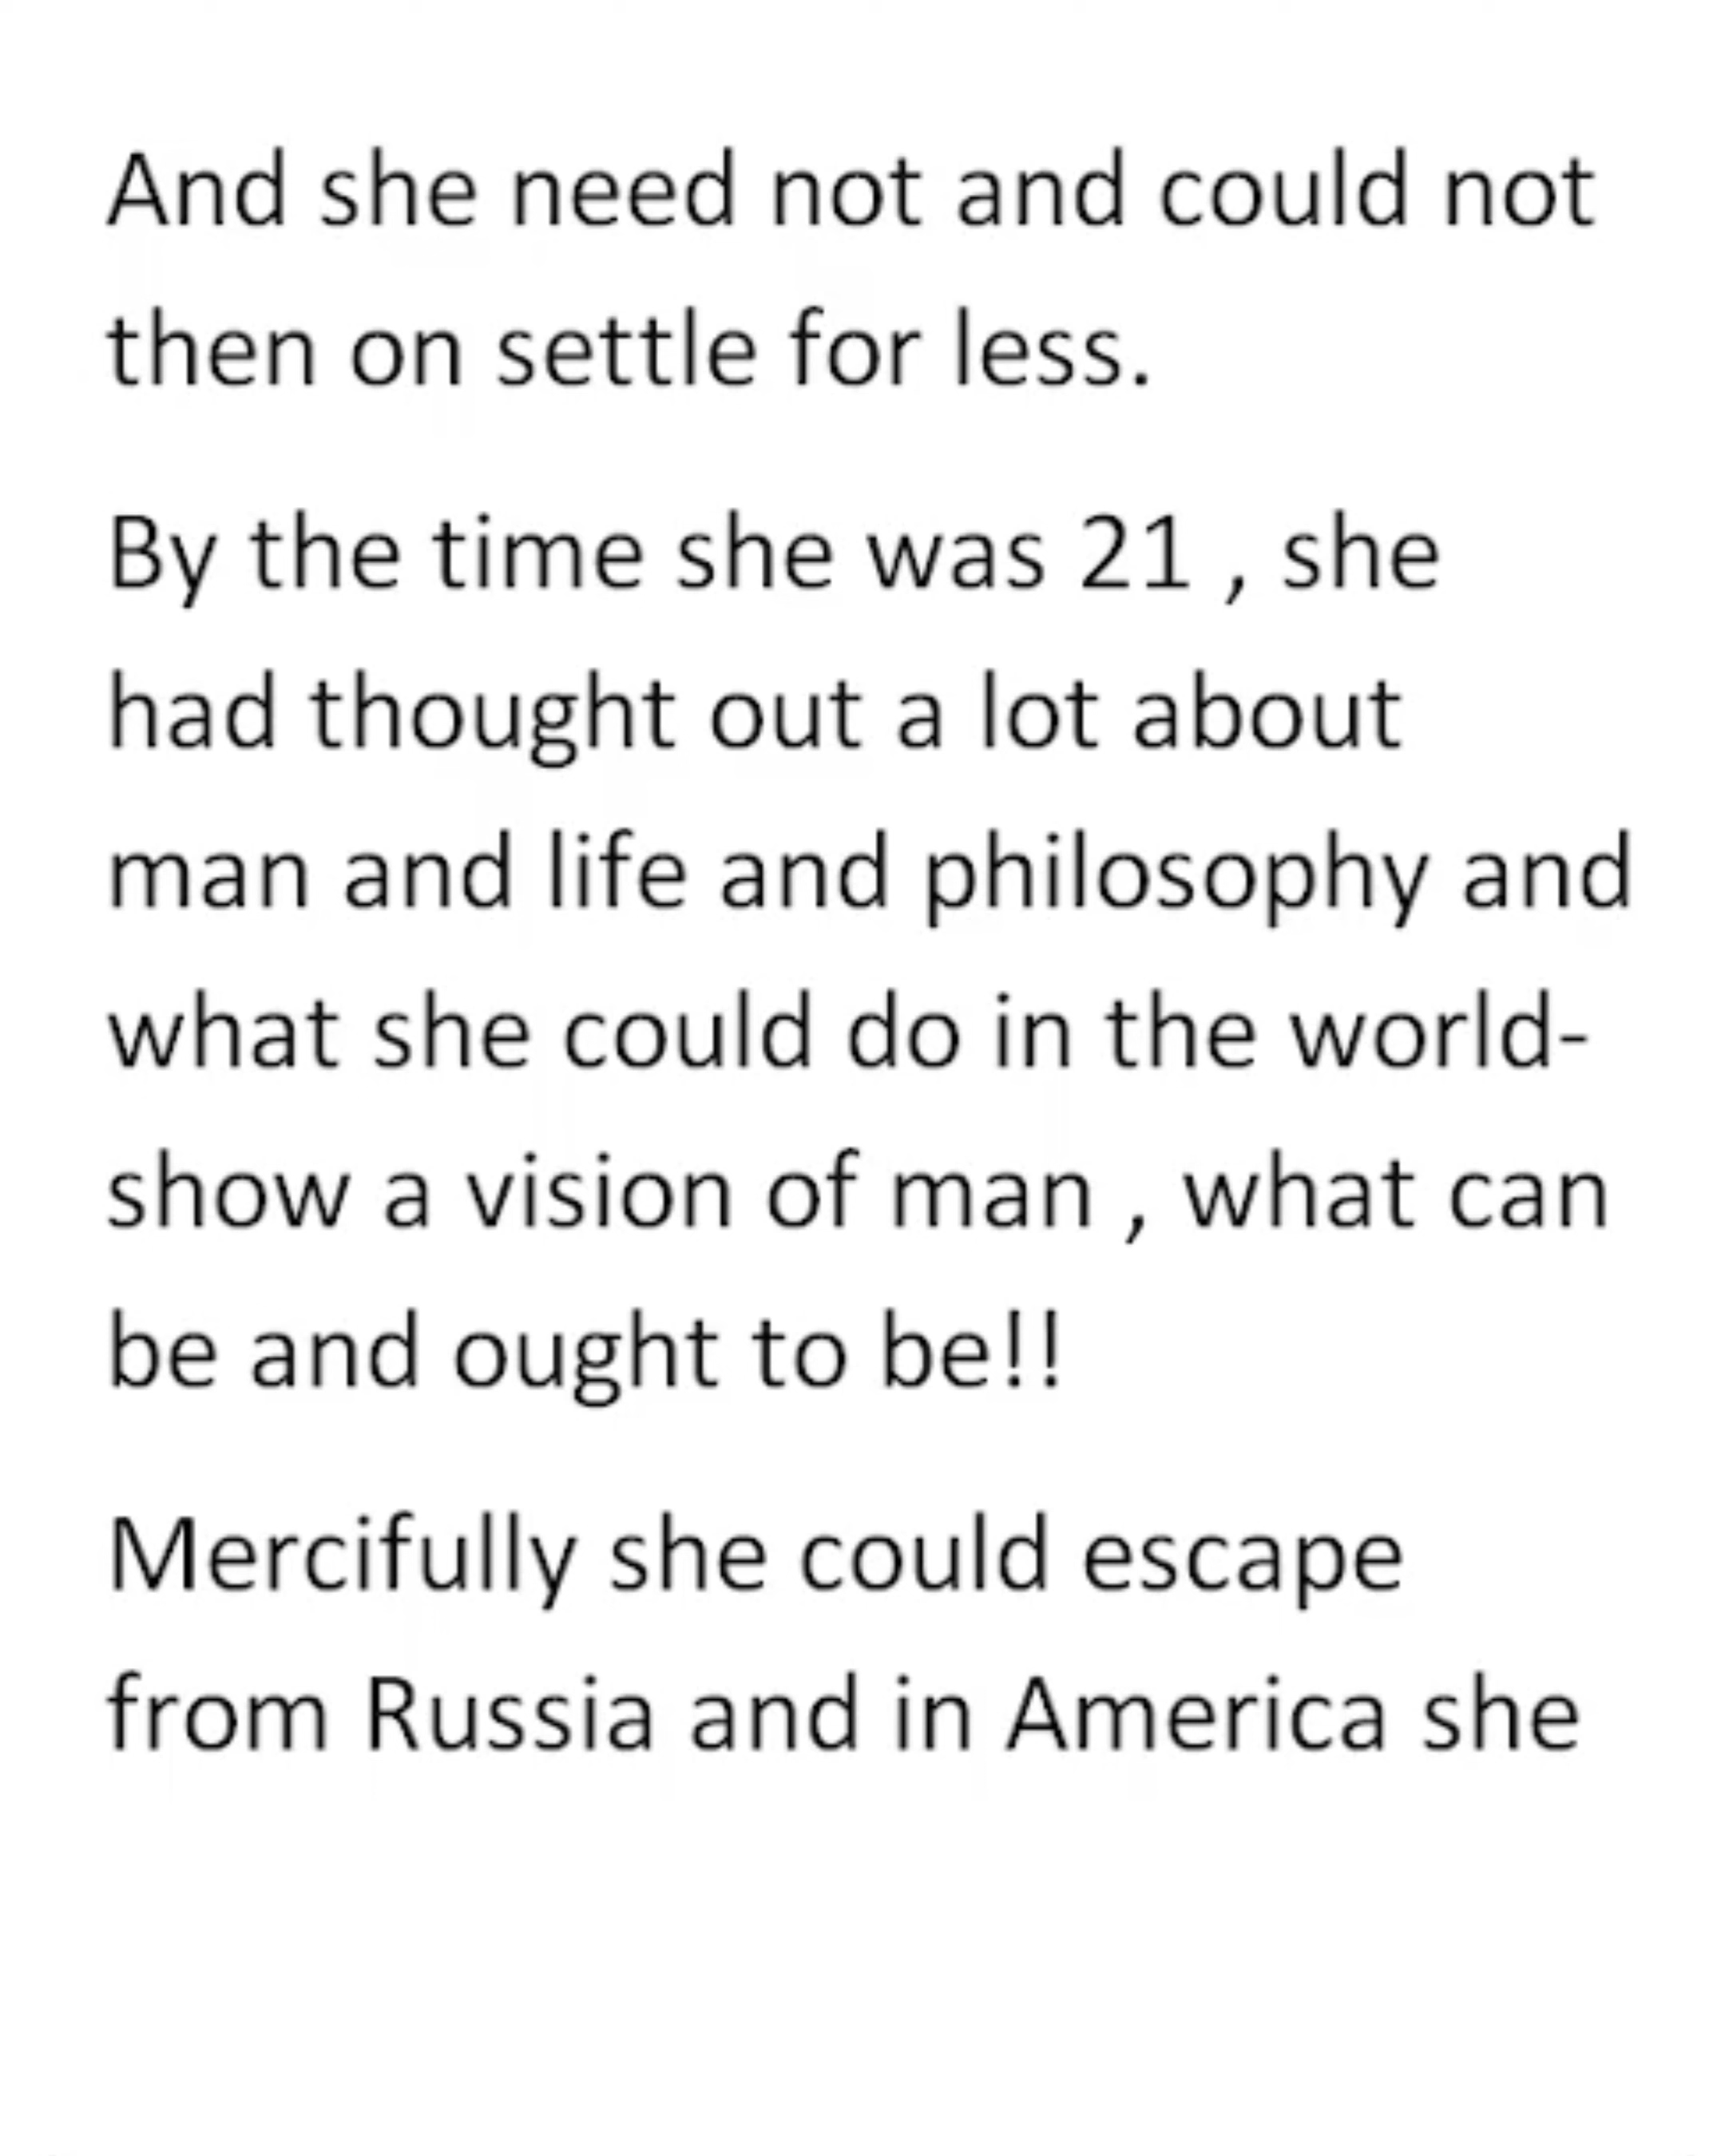 And she need not and could not
then on settle for less.
By the time she was 21 , she
had thought out a lot about
man and life and philosophy and
what she could do in the world-
show a vision of man , what can
be and ought to be!!
Mercifully she could escape
from Russia and in America she